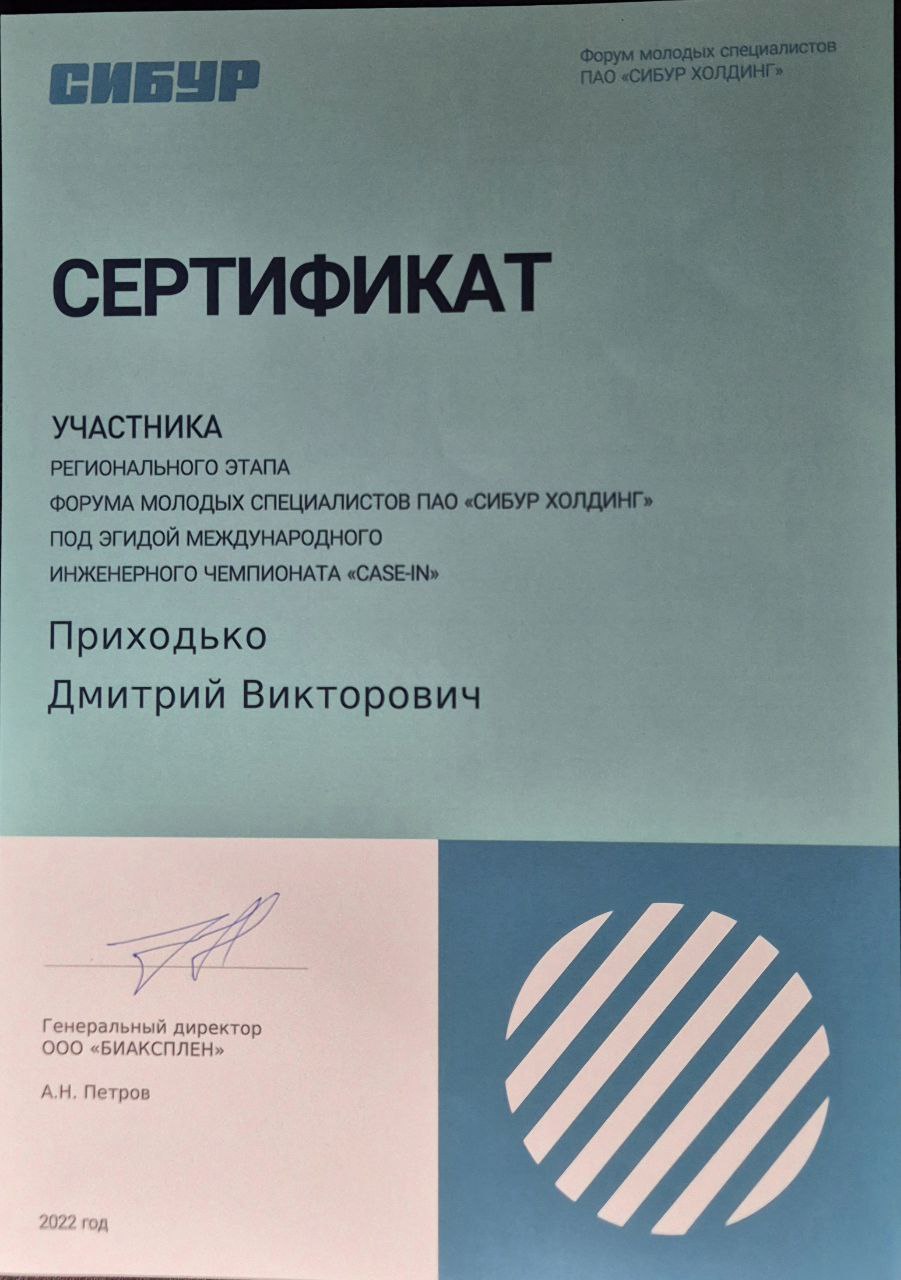 СИБУР
Форум молодых специалистов
ПАО «СИБУР ХОЛДИНГ»
СЕРТИФИКАТ
УЧАСТНИКА
РЕГИОНАЛЬНОГО ЭТАПА
ФОРУМА МОЛОДЫХ СПЕЦИАЛИСТОВ ПАО «СИБУР ХОЛДИНГ»
ПОД ЭГИДОЙ МЕЖДУНАРОДНОГО
ИНЖЕНЕРНОГО ЧЕМПИОНАТА «CASE-IN»
Приходько
Дмитрий Викторович
Генеральный директор
ООО «БИАКСПЛЕН»
А.Н. Петров
2022 год